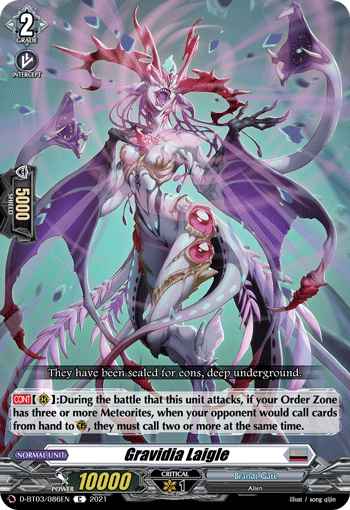 2
GRADE
INTERCEPT
5000
SHIELD
They have been sealed for eons, deep underground.
CONT【】:During the battle that this unit attacks, if your Order Zone
has three or more Meteorites, when your opponent would call cards
from hand to , they must call two or more at the same time.
NORMAL UNIT
Gravidia Laigle
POWER 10000
CRITICAL
1
Brandt Gate
Alien
D-BT03/086EN C 2021
Illust / song qijin